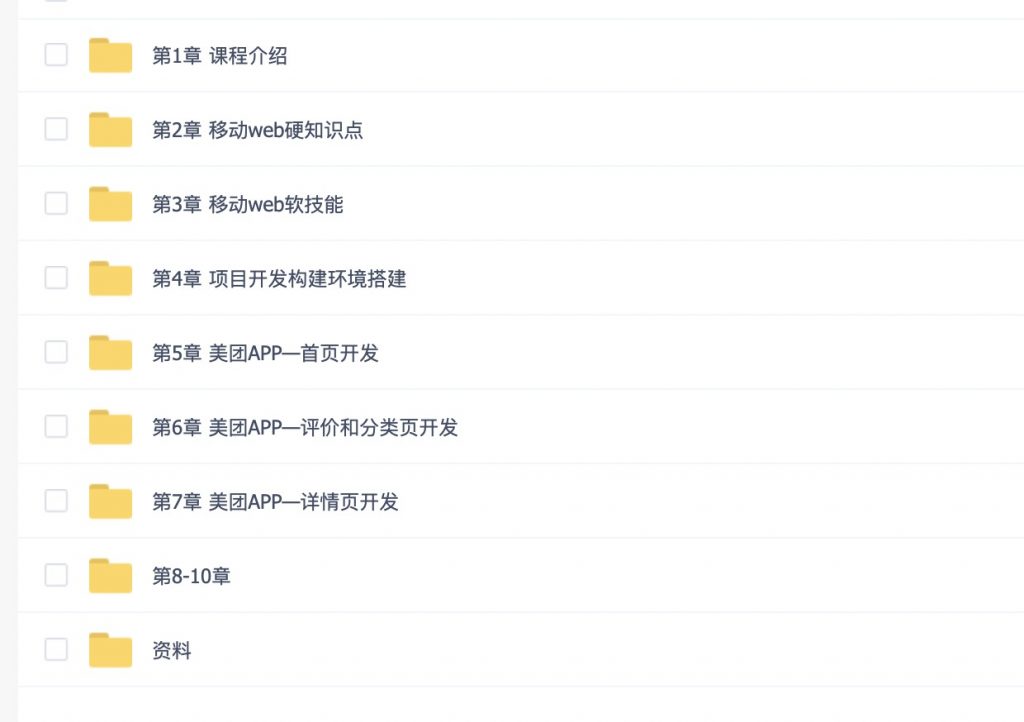 第1章 课程介绍
第2章 移动web硬知识点
第3章 移动web软技能
第4章 项目开发构建环境搭建
第5章 美团APP—首页开发
第6章 美团APP—评价和分类页开发
第7章 美团APP—详情页开发
第8-10章
资料